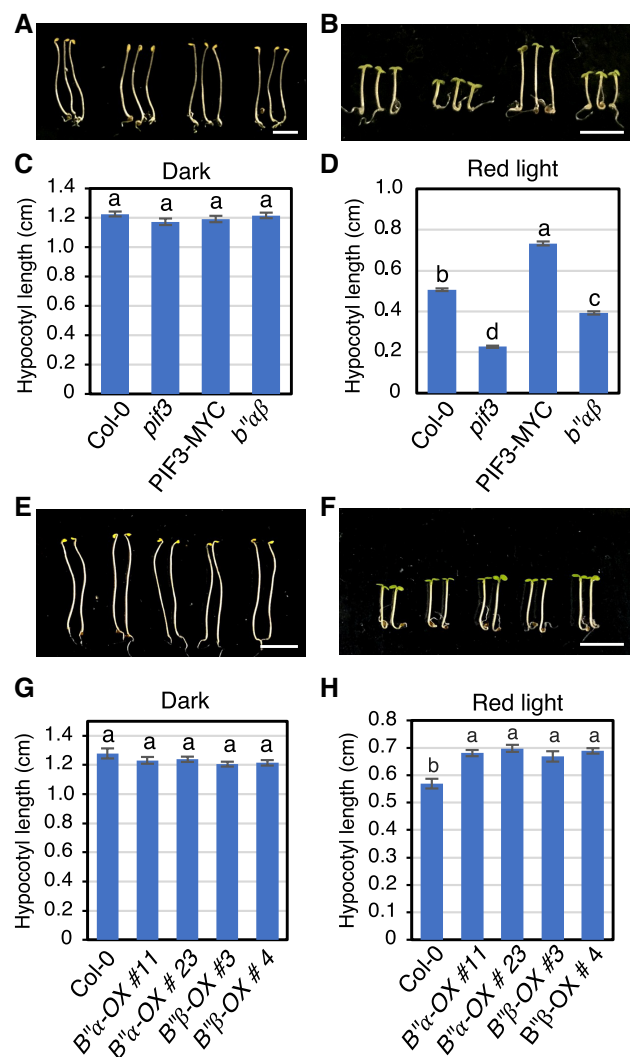 A
B
C
Dark
Hypocotyl length (cm)
1.4
1.2
1.0
0.8
0.6
0.4
0.2
0
a a a a
Col-0
pif3
PIF3-MYC
b"αβ
D
Red light
Hypocotyl length (cm)
1.0
0.8
0.6
0.4
0.2
0
b d a c
Col-0
pif3
PIF3-MYC
b"αβ
E
F
G
Dark
Hypocotyl length (cm)
1.4
1.2
1.0
0.8
0.6
0.4
0.2
0
a a a a a
Col-0
B"α-OX #11
B"α-OX # 23
B"β-OX #3
B"β-OX # 4
H
Red light
Hypocotyl length (cm)
0.8
0.7
0.6
0.5
0.4
0.3
0.2
0.1
0
b a a a a
Col-0
B"α-OX #11
B"α-OX # 23
B"β-OX #3
B"β-OX # 4